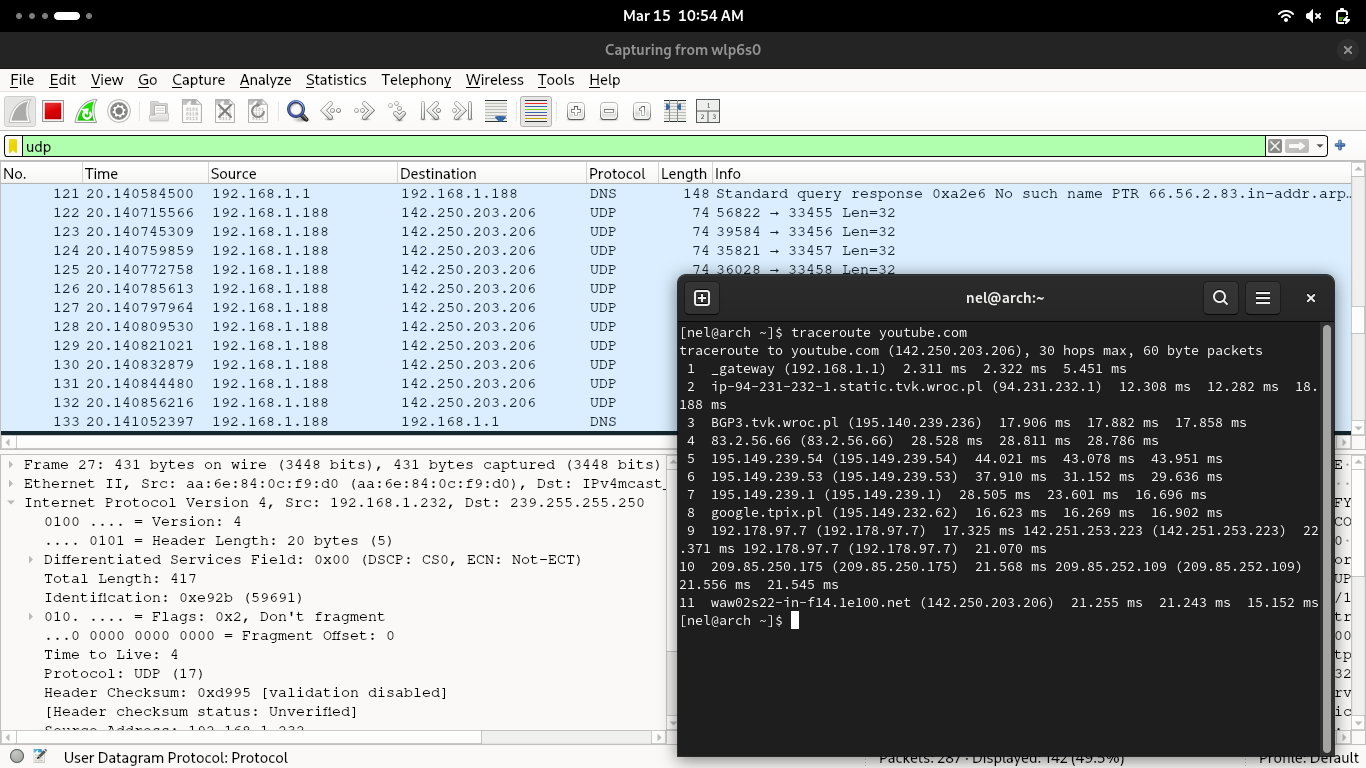 Mar 15 10:54 AM
Capturing from wlp6s0
File Edit View Go Capture Analyze Statistics Telephony Wireless Tools Help
udp
No. Time Source Destination Protocol Length Info
121 20.140584500 192.168.1.1 192.168.1.188 DNS 148 Standard query response 0xa2e6 No such name PTR 66.56.2.83.in-addr.arp…
122 20.140715566 192.168.1.188 142.250.203.206 UDP 74 56822 → 33455 Len=32
123 20.140745309 192.168.1.188 142.250.203.206 UDP 74 39584 → 33456 Len=32
124 20.140759859 192.168.1.188 142.250.203.206 UDP 74 35821 → 33457 Len=32
125 20.140772758 192.168.1.188 142.250.203.206 UDP 74 36028 → 33458 Len=32
126 20.140785613 192.168.1.188 142.250.203.206 UDP
127 20.140797964 192.168.1.188 142.250.203.206 UDP
128 20.140809530 192.168.1.188 142.250.203.206 UDP
129 20.140821021 192.168.1.188 142.250.203.206 UDP
130 20.140832879 192.168.1.188 142.250.203.206 UDP
131 20.140844480 192.168.1.188 142.250.203.206 UDP
132 20.140856216 192.168.1.188 142.250.203.206 UDP
133 20.141052397 192.168.1.188 192.168.1.1 DNS
Frame 27: 431 bytes on wire (3448 bits), 431 bytes captured (3448 bits)
Ethernet II, Src: aa:6e:84:0c:f9:d0 (aa:6e:84:0c:f9:d0), Dst: IPv4mcast_
Internet Protocol Version 4, Src: 192.168.1.232, Dst: 239.255.255.250
0100 .... = Version: 4
.... 0101 = Header Length: 20 bytes (5)
Differentiated Services Field: 0x00 (DSCP: CS0, ECN: Not-ECT)
Total Length: 417
Identification: 0xe92b (59691)
010. .... = Flags: 0x2, Don't fragment
...0 0000 0000 0000 = Fragment Offset: 0
Time to Live: 4
Protocol: UDP (17)
Header Checksum: 0xd995 [validation disabled]
[Header checksum status: Unverified]
Source Address: 192.168.1.232
nel@arch:~
[nel@arch ~]$ traceroute youtube.com
traceroute to youtube.com (142.250.203.206), 30 hops max, 60 byte packets
1 _gateway (192.168.1.1) 2.311 ms 2.322 ms 5.451 ms
2 ip-94-231-232-1.static.tvk.wroc.pl (94.231.232.1) 12.308 ms 12.282 ms 18.
188 ms
3 BGP3.tvk.wroc.pl (195.140.239.236) 17.906 ms 17.882 ms 17.858 ms
4 83.2.56.66 (83.2.56.66) 28.528 ms 28.811 ms 28.786 ms
5 195.149.239.54 (195.149.239.54) 44.021 ms 43.078 ms 43.951 ms
6 195.149.239.53 (195.149.239.53) 37.910 ms 31.152 ms 29.636 ms
7 195.149.239.1 (195.149.239.1) 28.505 ms 23.601 ms 16.696 ms
8 google.tpix.pl (195.149.232.62) 16.623 ms 16.269 ms 16.902 ms
9 192.178.97.7 (192.178.97.7) 17.325 ms 142.251.253.223 (142.251.253.223) 22
.371 ms 192.178.97.7 (192.178.97.7) 21.070 ms
10 209.85.250.175 (209.85.250.175) 21.568 ms 209.85.252.109 (209.85.252.109)
21.556 ms 21.545 ms
11 waw02s22-in-f14.1e100.net (142.250.203.206) 21.255 ms 21.243 ms 15.152 ms
[nel@arch ~]$
User Datagram Protocol: Protocol
Packets: 287 · Displayed: 142 (49.5%)
Profile: Default